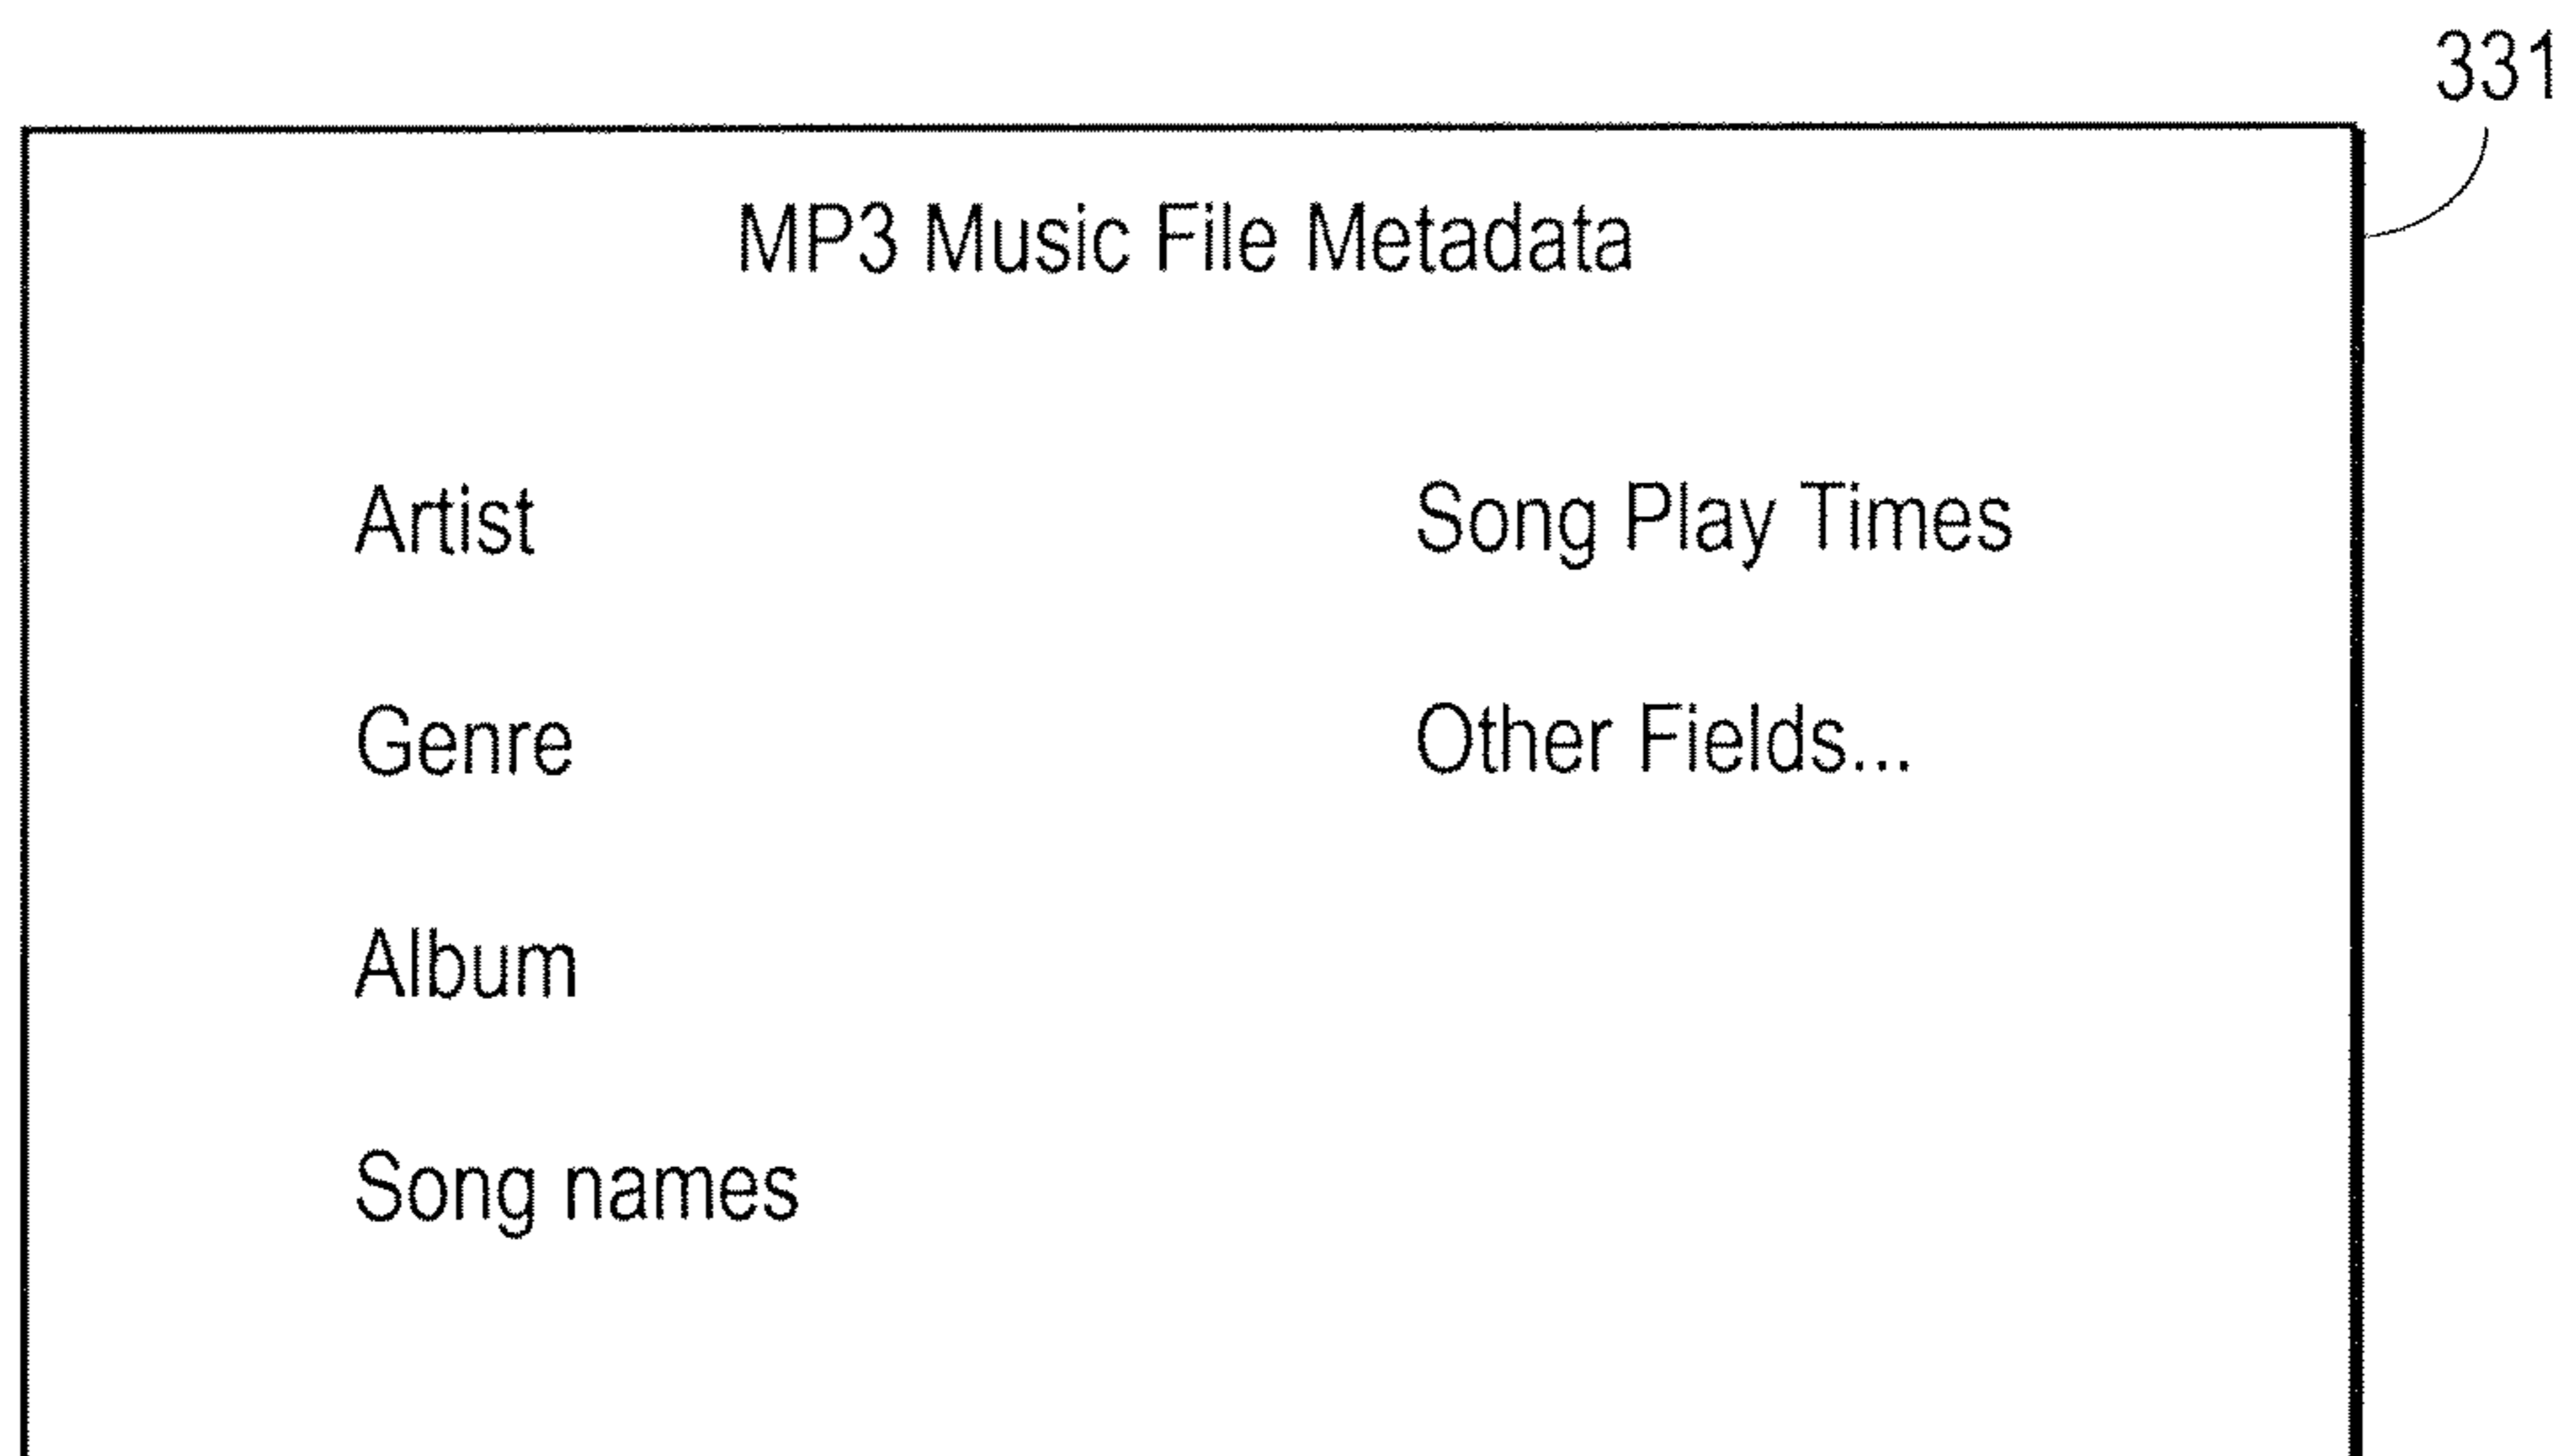 331
MP3 Music File Metadata
Artist
Song Play Times
Genre
Other Fields...
Album
Song names